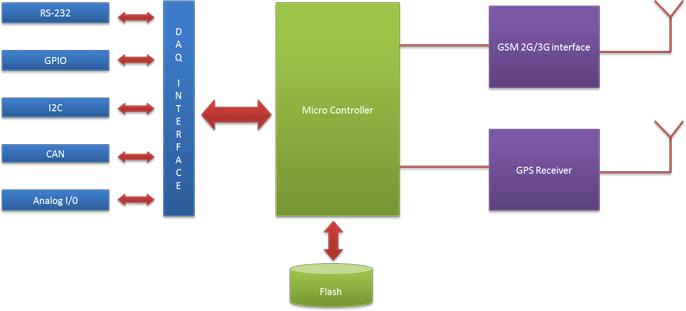 RS-232
GPIO
I2C
CAN
Analog I/0
DAQ INTERFACE
Micro Controller
Flash
GSM 2G/3G interface
GPS Receiver